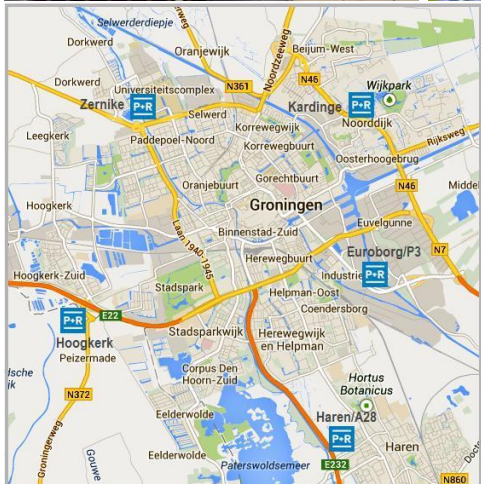 Selwerderdiepje
Dorkwerd
Oranjewijk
Noordzeeweg
Beijum-West
N46
Dorkwerd
Universiteitscomplex
N361
Wijkpark
Zernike
P+R
Kardinge
P+R
Selwerd
Noorddijk
Leegkerk
Paddepoel-Noord
Korrewegwijk
Korrewegbuurt
Rijksweg
Oosterhoogebrug
Oranjebuurt
Gorechtbuurt
N46
Middel
Hoogkerk
Groningen
Laan 1940-1945
Binnenstad-Zuid
Euvelgunne
N7
Herewegbuurt
Euroborg/P3
Hoogkerk-Zuid
Stadspark
Industrie
P+R
Helpman-Oost
E22
Coendersborg
P+R
Stadsparkwijk
Herewegwijk
en Helpman
Hoogkerk
Peizermade
Corpus Den
Hoorn-Zuid
Hortus
Botanicus
N372
Eelderwolde
Haren/A28
P+R
Haren
Groningerweg
Gouwe
Eelderwolde
Paterswoldsemeer
E232
N860